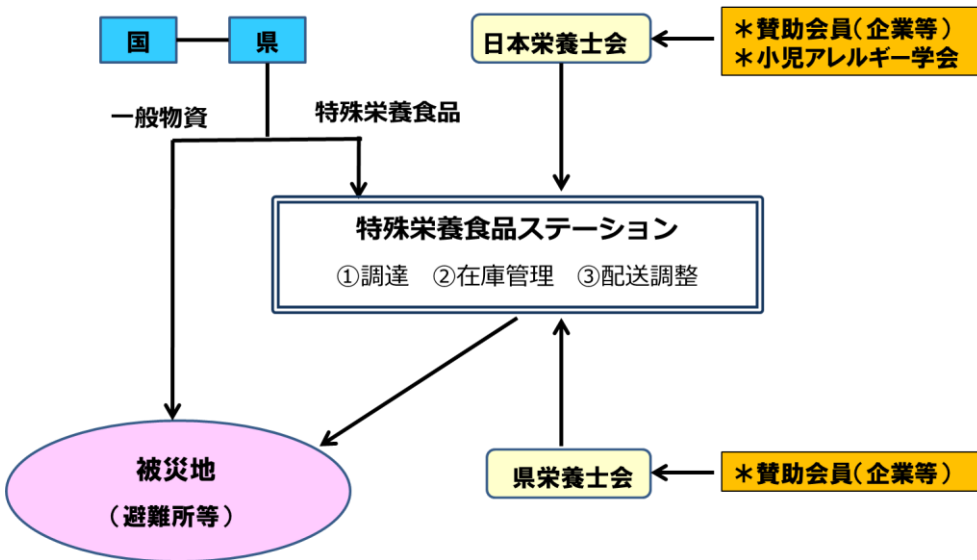 国
県
日本栄養士会
＊賛助会員（企業等）
＊小児アレルギー学会
一般物資
特殊栄養食品
特殊栄養食品ステーション
①調達　②在庫管理　③配送調整
被災地
（避難所等）
県栄養士会
＊賛助会員（企業等）